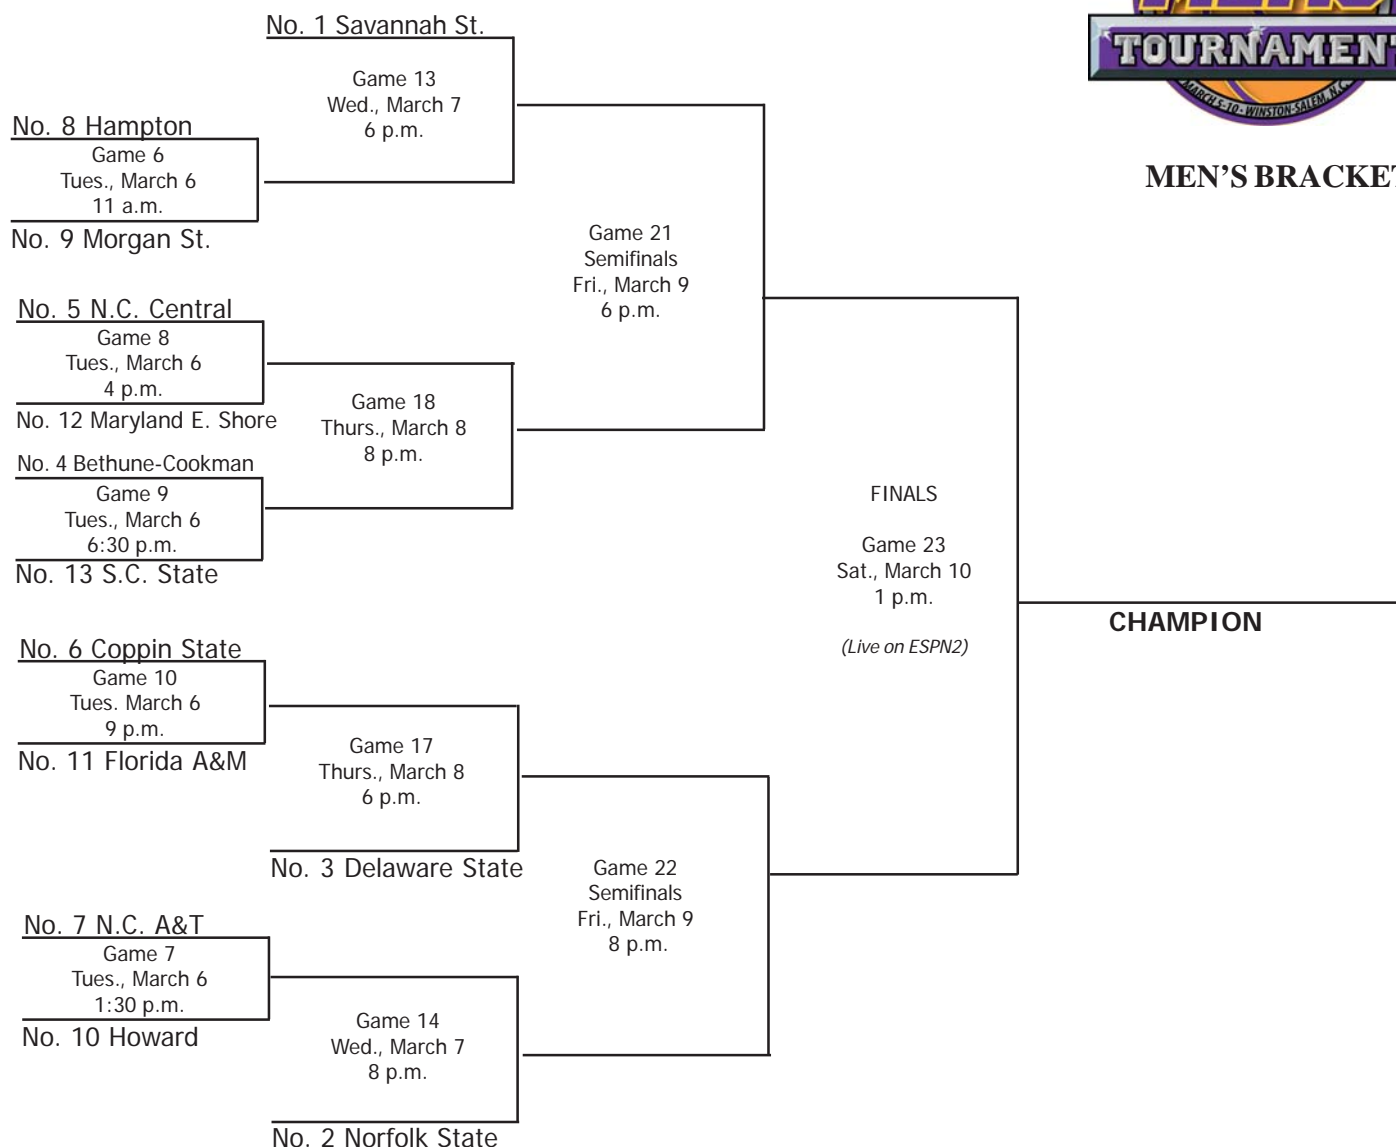 No. 1 Savannah St.
Game 13
Wed., March 7
6 p.m.
TOURNAMENT
MARCH 5-10 - WINSTON-SALEM, N.C.
MEN'S BRACKET
No. 8 Hampton
Game 6
Tues., March 6
11 a.m.
No. 9 Morgan St.
Game 21
Semifinals
Fri., March 9
6 p.m.
No. 5 N.C. Central
Game 8
Tues., March 6
4 p.m.
No. 12 Maryland E. Shore
Game 18
Thurs., March 8
8 p.m.
No. 4 Bethune-Cookman
Game 9
Tues., March 6
6:30 p.m.
No. 13 S.C. State
FINALS
Game 23
Sat., March 10
1 p.m.
(Live on ESPN2)
CHAMPION
No. 6 Coppin State
Game 10
Tues. March 6
9 p.m.
No. 11 Florida A&M
Game 17
Thurs., March 8
6 p.m.
No. 3 Delaware State
Game 22
Semifinals
Fri., March 9
8 p.m.
No. 7 N.C. A&T
Game 7
Tues., March 6
1:30 p.m.
No. 10 Howard
Game 14
Wed., March 7
8 p.m.
No. 2 Norfolk State